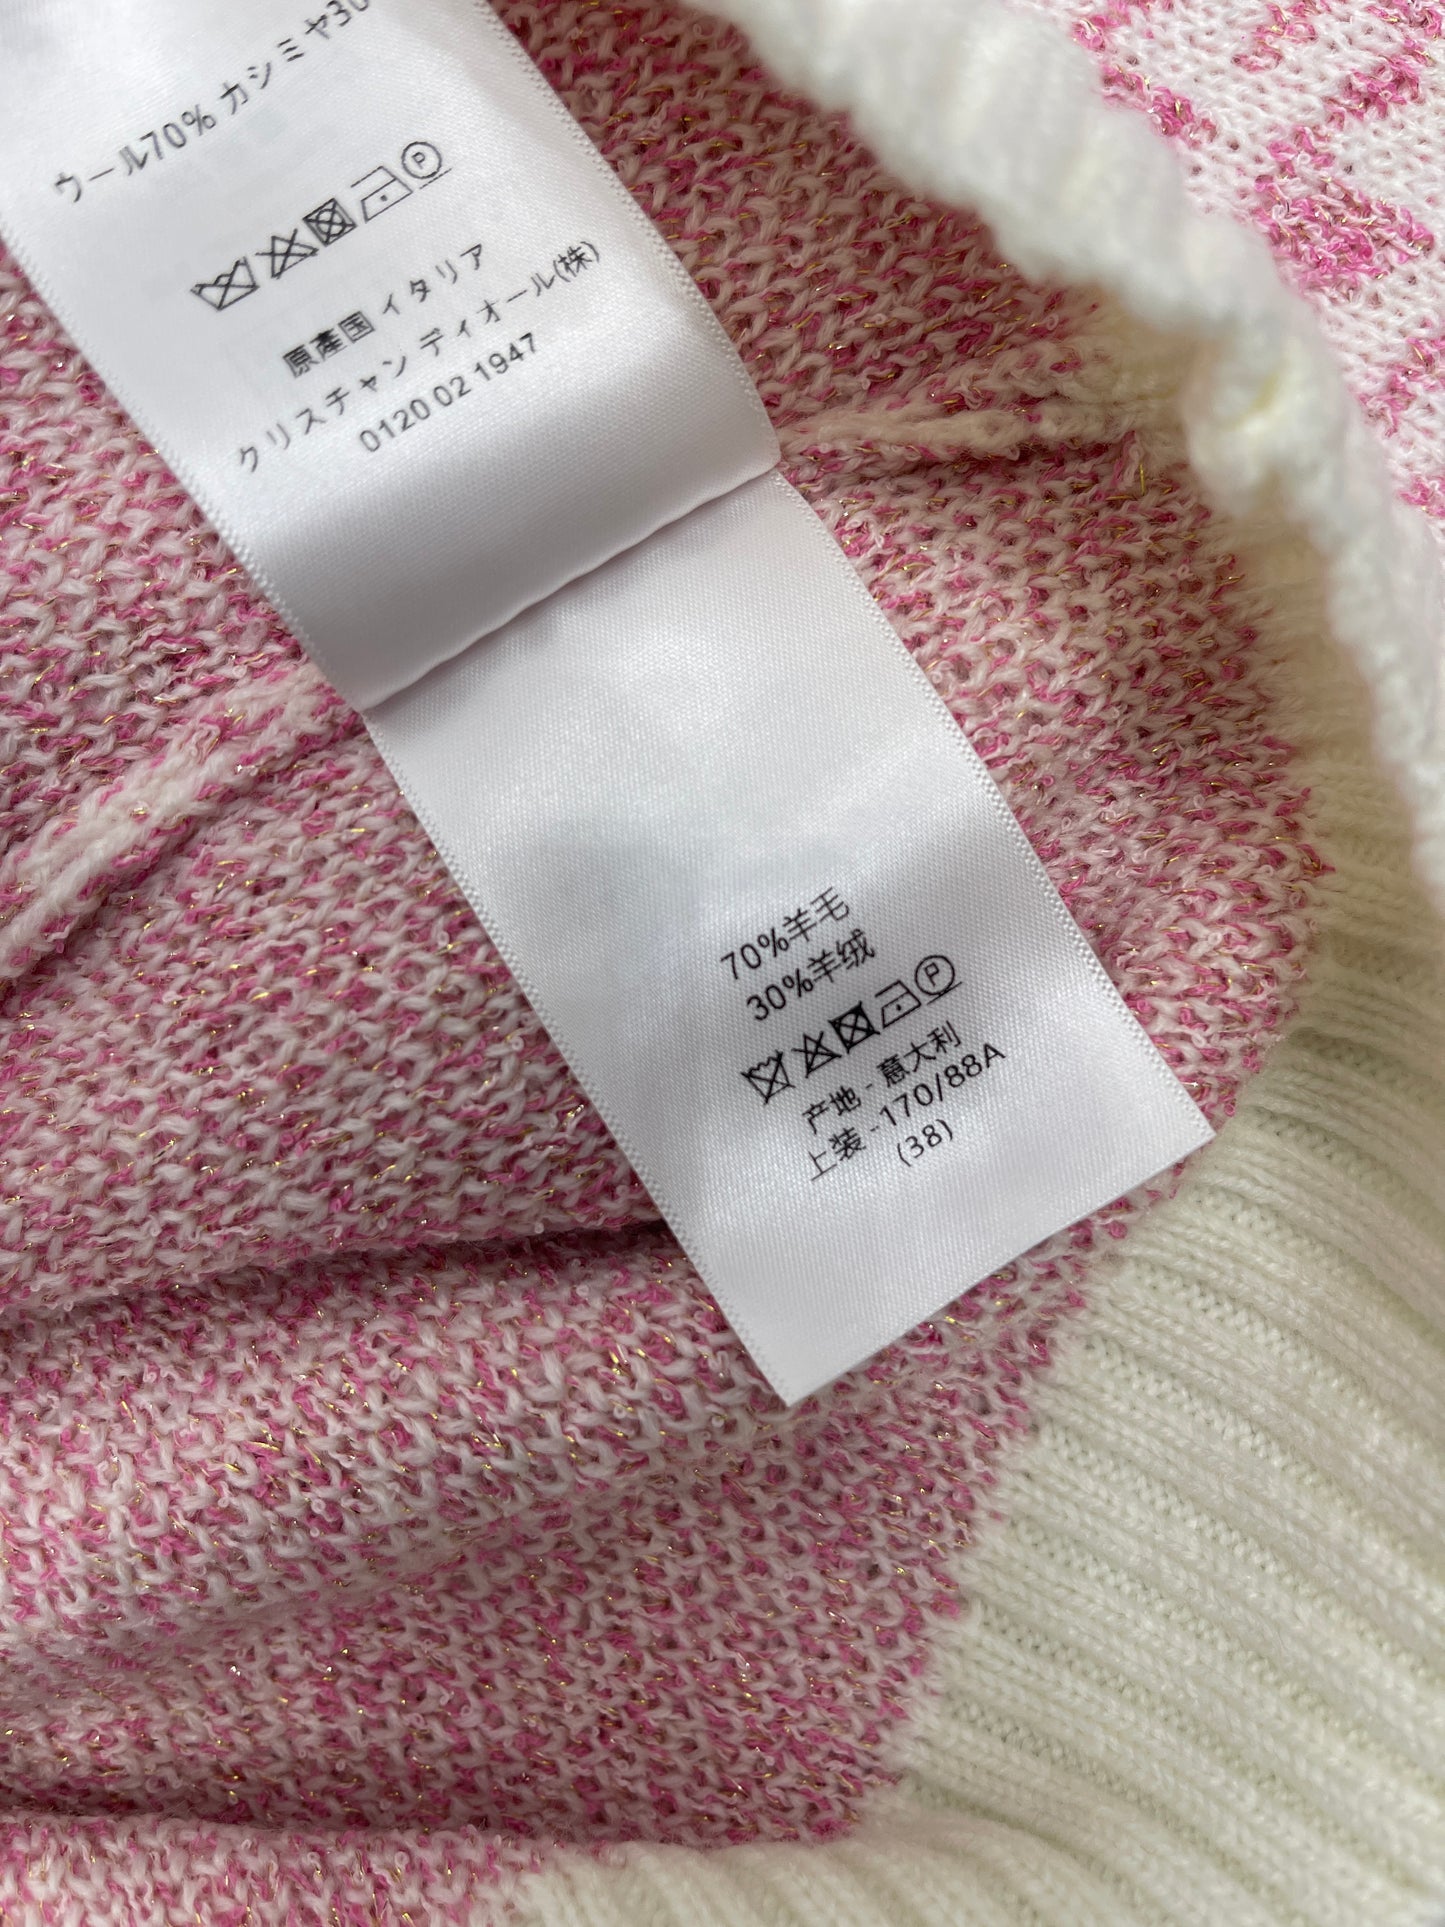 ウール70% カシミヤ30
P
原産国 イタリア
クリスチャン ディオール(株)
0120 02 1947
70%羊毛
30%羊绒
P
产地 - 意大利
上装 -170/88A
(38)